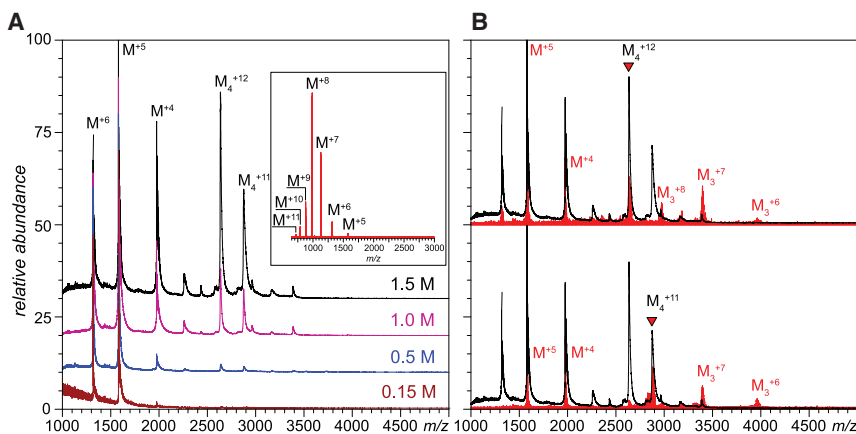 A
relative abundance
100
75
50
25
0
M+5
M+6
M+4
M4+12
M4+11
M+8
M+7
M+9
M+10
M+11
M+6
M+5
1000 1500 2000 2500 3000
m/z
1.5 M
1.0 M
0.5 M
0.15 M
1000 1500 2000 2500 3000 3500 4000 4500 m/z
B
M+5
M4+12
M+4
M3+8
M3+7
M3+6
M4+11
M+5
M+4
M3+7
M3+6
1000 1500 2000 2500 3000 3500 4000 4500 m/z